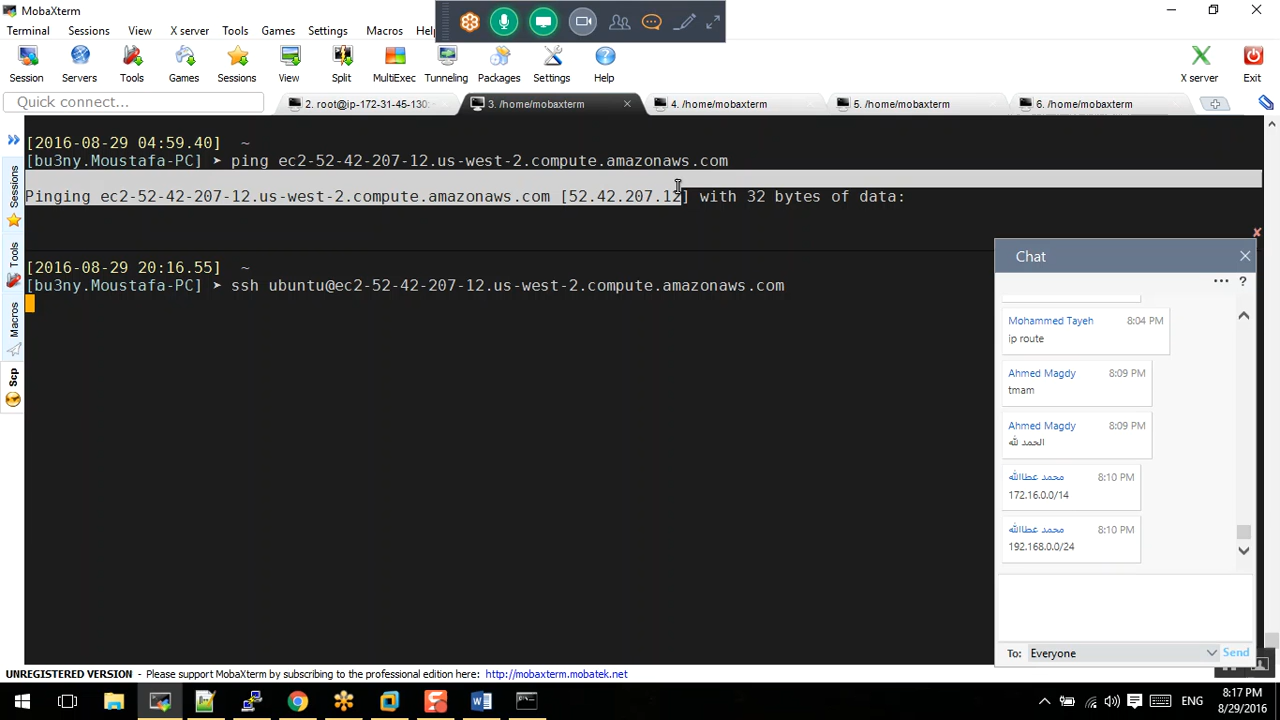 MobaXterm
Terminal Sessions View X server Tools Games Settings Macros Help
Session Servers Tools Games Sessions View Split MultiExec Tunneling Packages Settings Help X server Exit
Quick connect...
2. root@ip-172-31-45-130:
3. /home/mobaxterm
4. /home/mobaxterm
5. /home/mobaxterm
6. /home/mobaxterm
Sessions
Tools
Macros
Scp
[2016-08-29 04:59.40] ~
[bu3ny.Moustafa-PC] ➤ ping ec2-52-42-207-12.us-west-2.compute.amazonaws.com
Pinging ec2-52-42-207-12.us-west-2.compute.amazonaws.com [52.42.207.12] with 32 bytes of data:
[2016-08-29 20:16.55] ~
[bu3ny.Moustafa-PC] ➤ ssh ubuntu@ec2-52-42-207-12.us-west-2.compute.amazonaws.com
Chat
... ?
Mohammed Tayeh 8:04 PM
ip route
Ahmed Magdy 8:09 PM
tmam
Ahmed Magdy 8:09 PM
الحمد لله
محمد عطاالله 8:10 PM
172.16.0.0/14
محمد عطاالله 8:10 PM
192.168.0.0/24
To: Everyone Send
UNREGISTERED VERSION - Please support MobaXterm by subscribing to the professional edition here: http://mobaxterm.mobatek.net
ENG
8:17 PM
8/29/2016